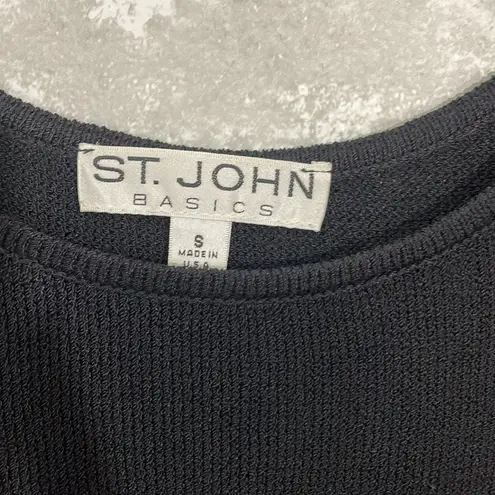 ST. JOHN
BASICS
S
MADE IN
U.S.A.